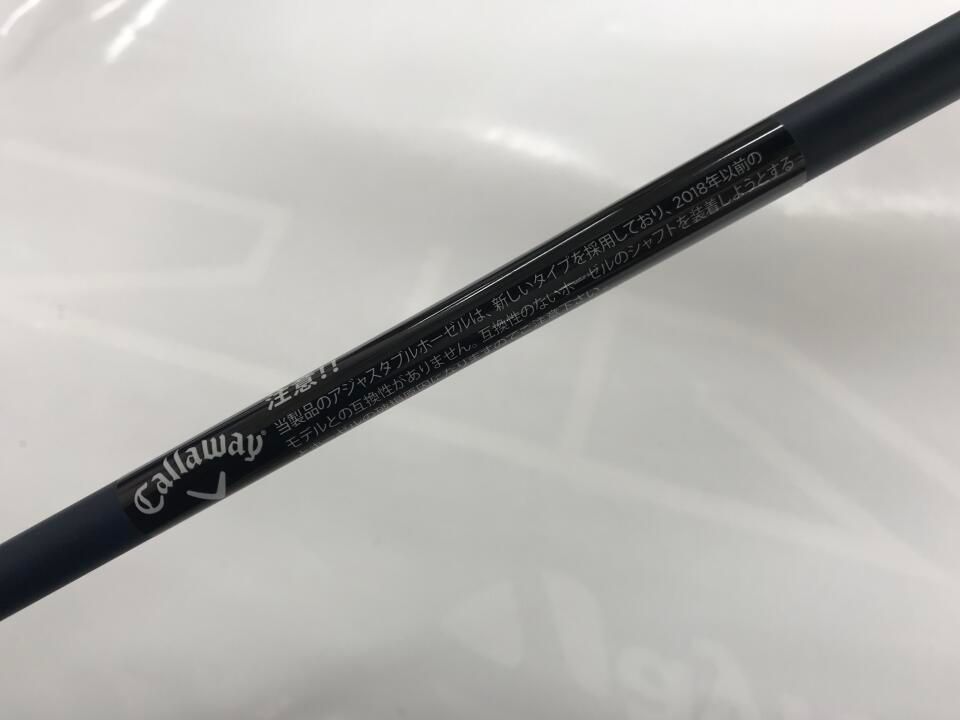 Callaway
注意!!
当製品のアジャスタブルホーゼルは、新しいタイプを採用しており、2018年以前の
モデルとの互換性がありません。互換性のないホーゼルのシャフトを装着しようとする